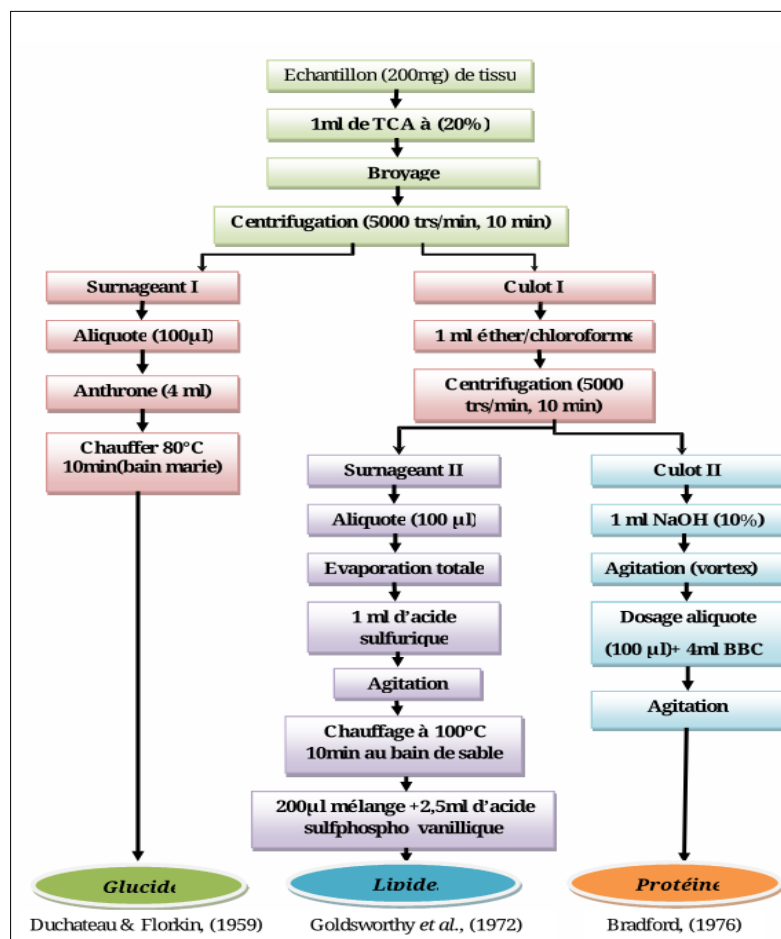 Echantillon (200mg) de tissu
1ml de TCA à (20%)
Broyage
Centrifugation (5000 trs/min, 10 min)
Surnageant I
Aliquote (100µl)
Anthrone (4 ml)
Chauffer 80°C
10min(bain marie)
Culot I
1 ml éther/chloroforme
Centrifugation (5000
trs/min, 10 min)
Surnageant II
Aliquote (100 µl)
Evaporation totale
1 ml d'acide
sulfurique
Agitation
Chauffage à 100°C
10min au bain de sable
200µl mélange +2,5ml d'acide
sulfphospho vanillique
Culot II
1 ml NaOH (10%)
Agitation (vortex)
Dosage aliquote
(100 µl)+ 4ml BBC
Agitation
Glucide
Lipide
Protéine
Duchateau & Florkin, (1959)
Goldsworthy et al., (1972)
Bradford, (1976)